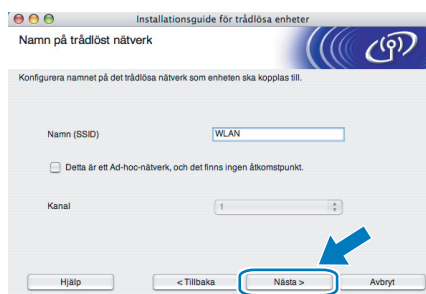 Installationsguide för trådlösa enheter
Namn på trådlöst nätverk
Konfigurera namnet på det trådlösa nätverk som enheten ska kopplas till.
Namn (SSID) WLAN
Detta är ett Ad-hoc-nätverk, och det finns ingen åtkomstpunkt.
Kanal 1
Hjälp < Tillbaka Nästa > Avbryt